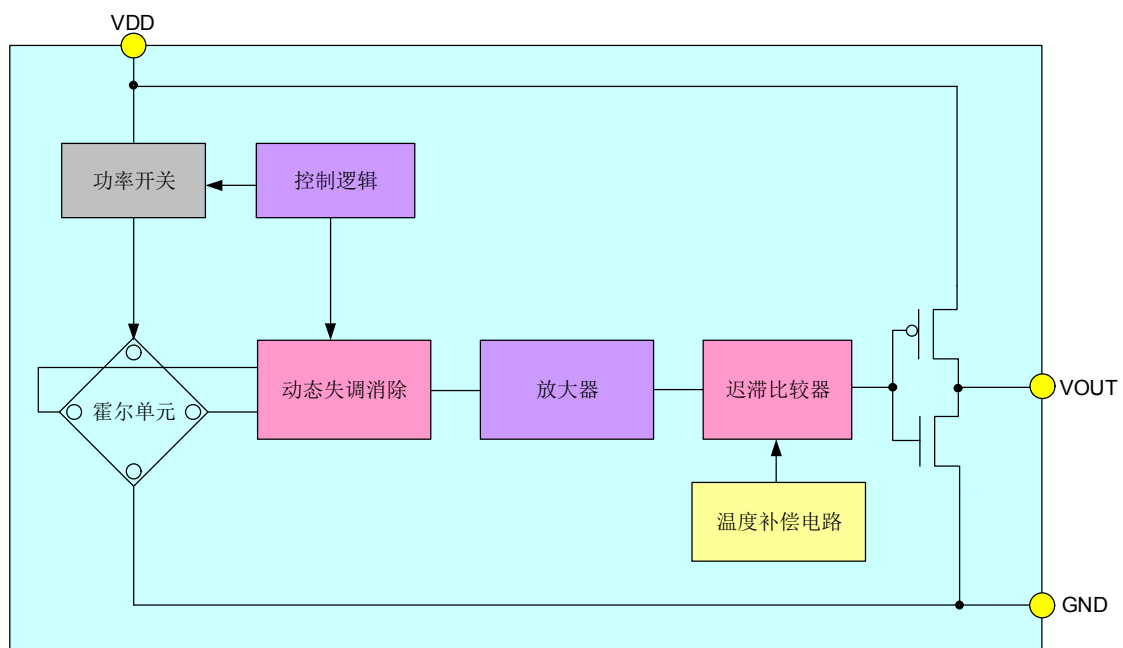 VDD
功率开关
控制逻辑
霍尔单元
动态失调消除
放大器
迟滞比较器
VOUT
温度补偿电路
GND